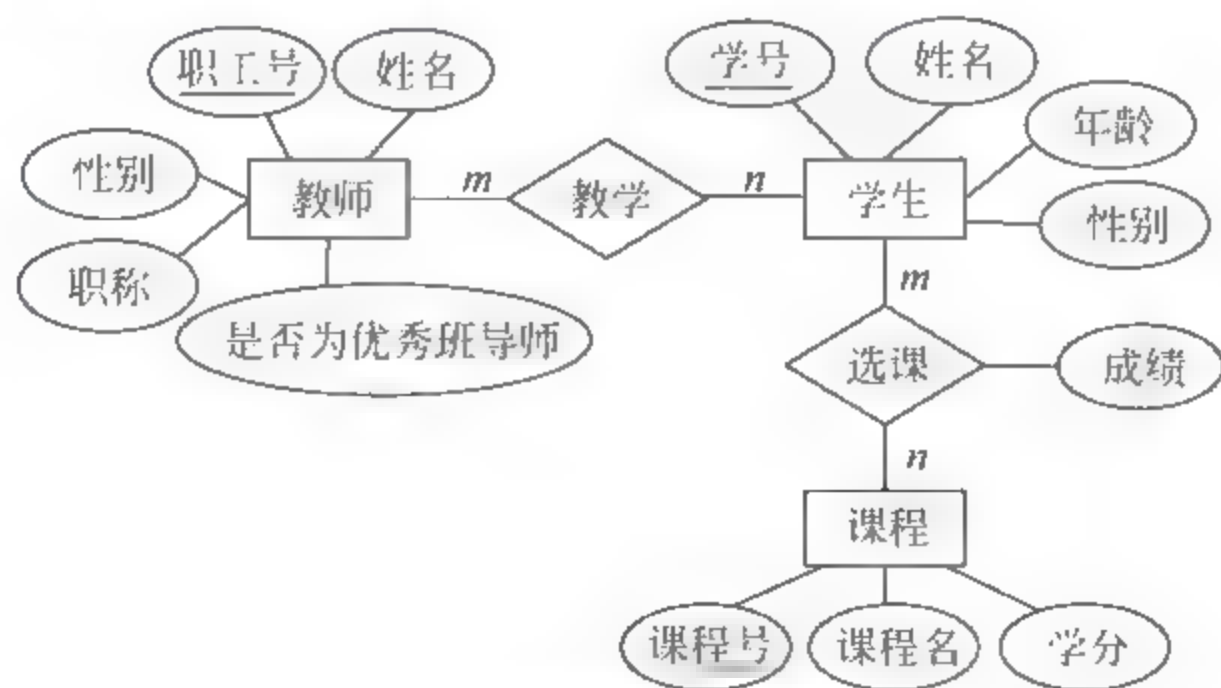 职工号 姓名 学号 姓名
年龄
性别
教师 m 教学 n 学生
性别
职称
m
是否为优秀班导师
选课 成绩
n
课程
课程号 课程名 学分